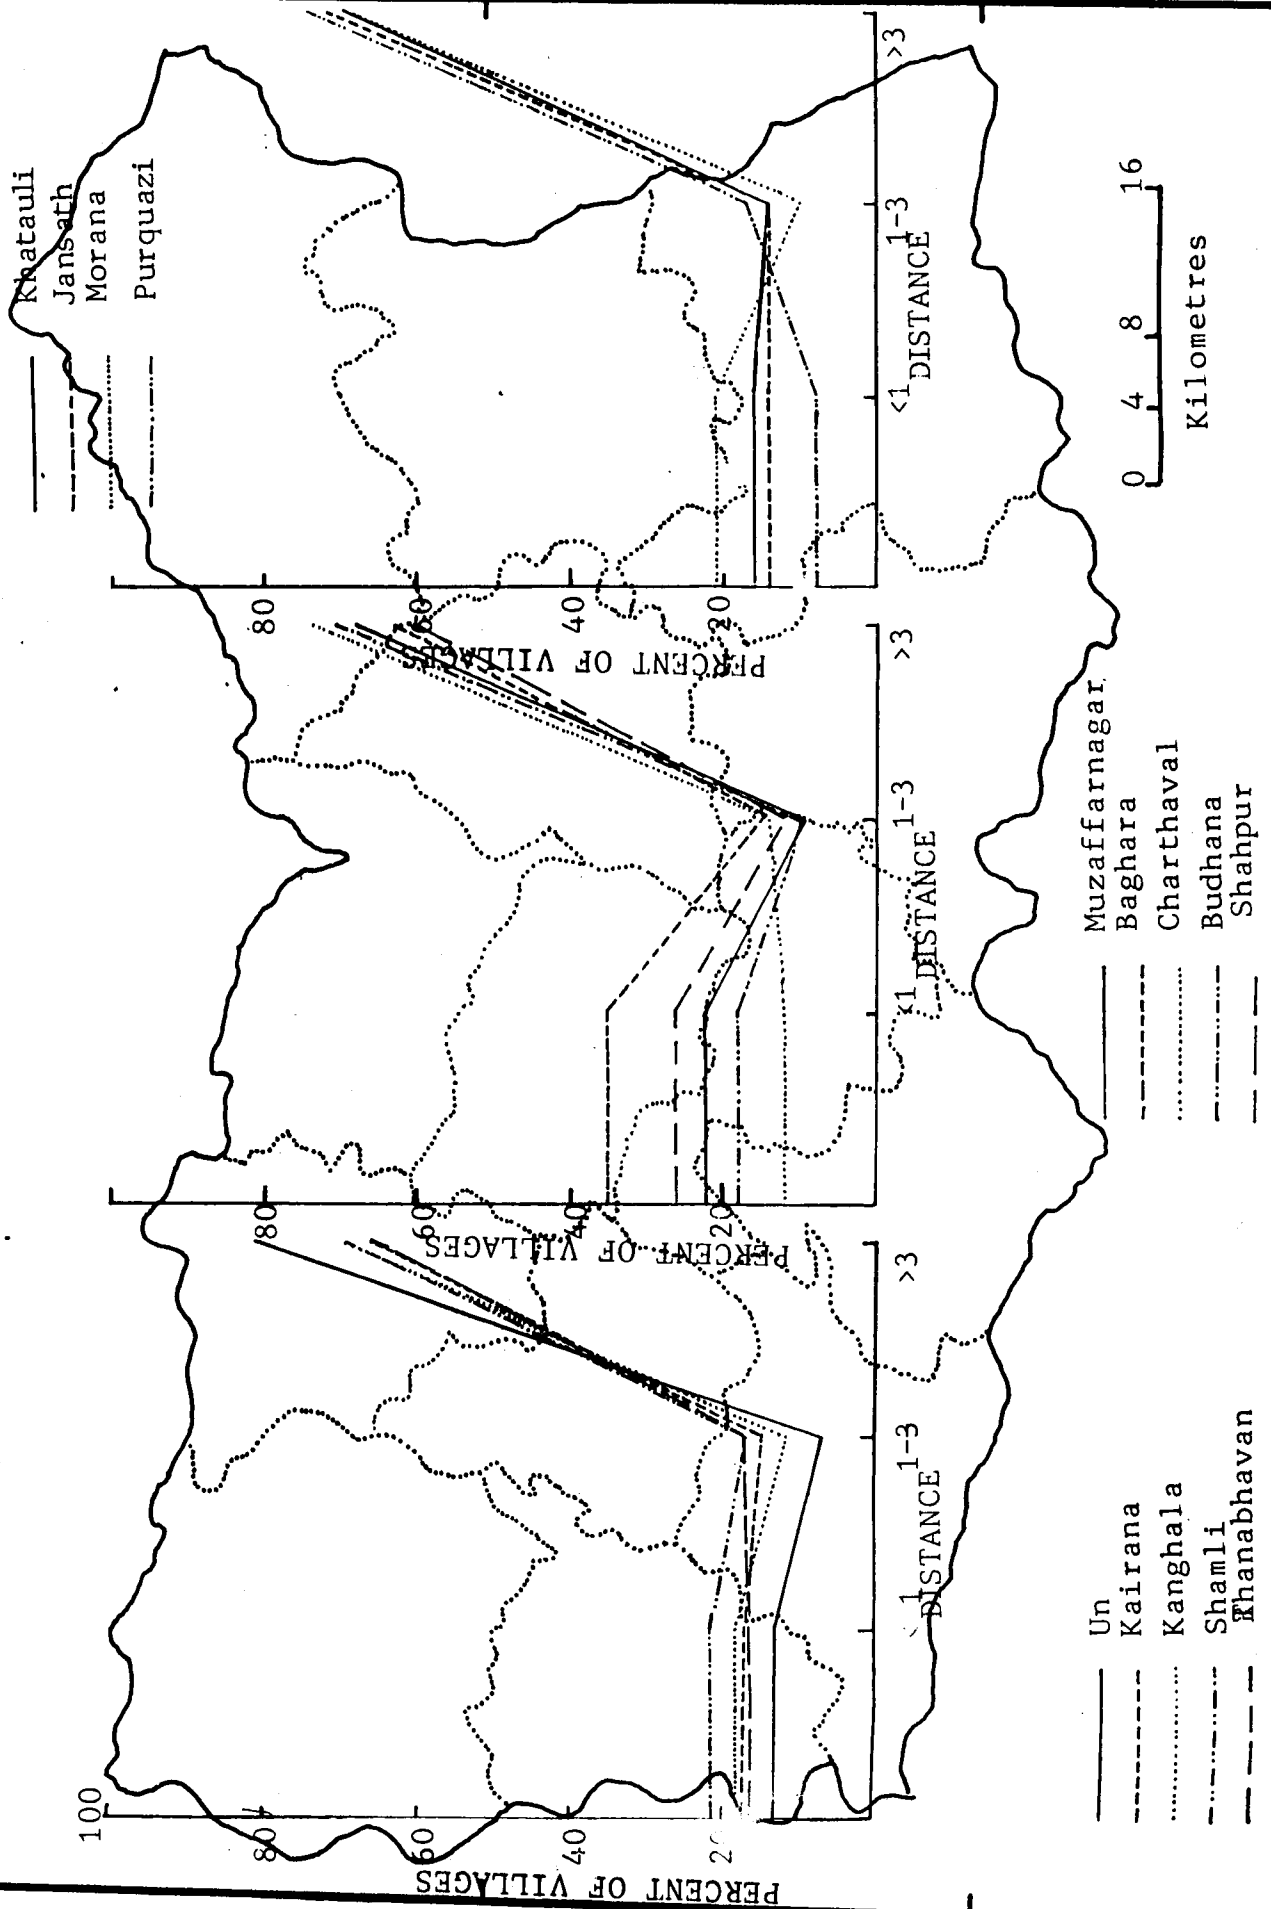 Khatauli
Jansath
Morana
Purquazi
100
80
60
40
PERCENT OF VILLAGES
<1
1-3
>3
DISTANCE
80
60
40
20
PERCENT OF VILLAGES
<1
1-3
>3
DISTANCE
80
60
40
20
PERCENT OF VILLAGES
<1
1-3
>3
DISTANCE
Un
Kairana
Kanghala
Shamli
Thanabhavan
Muzaffarnagar
Baghara
Charthaval
Budhana
Shahpur
0 4 8 16
Kilometres